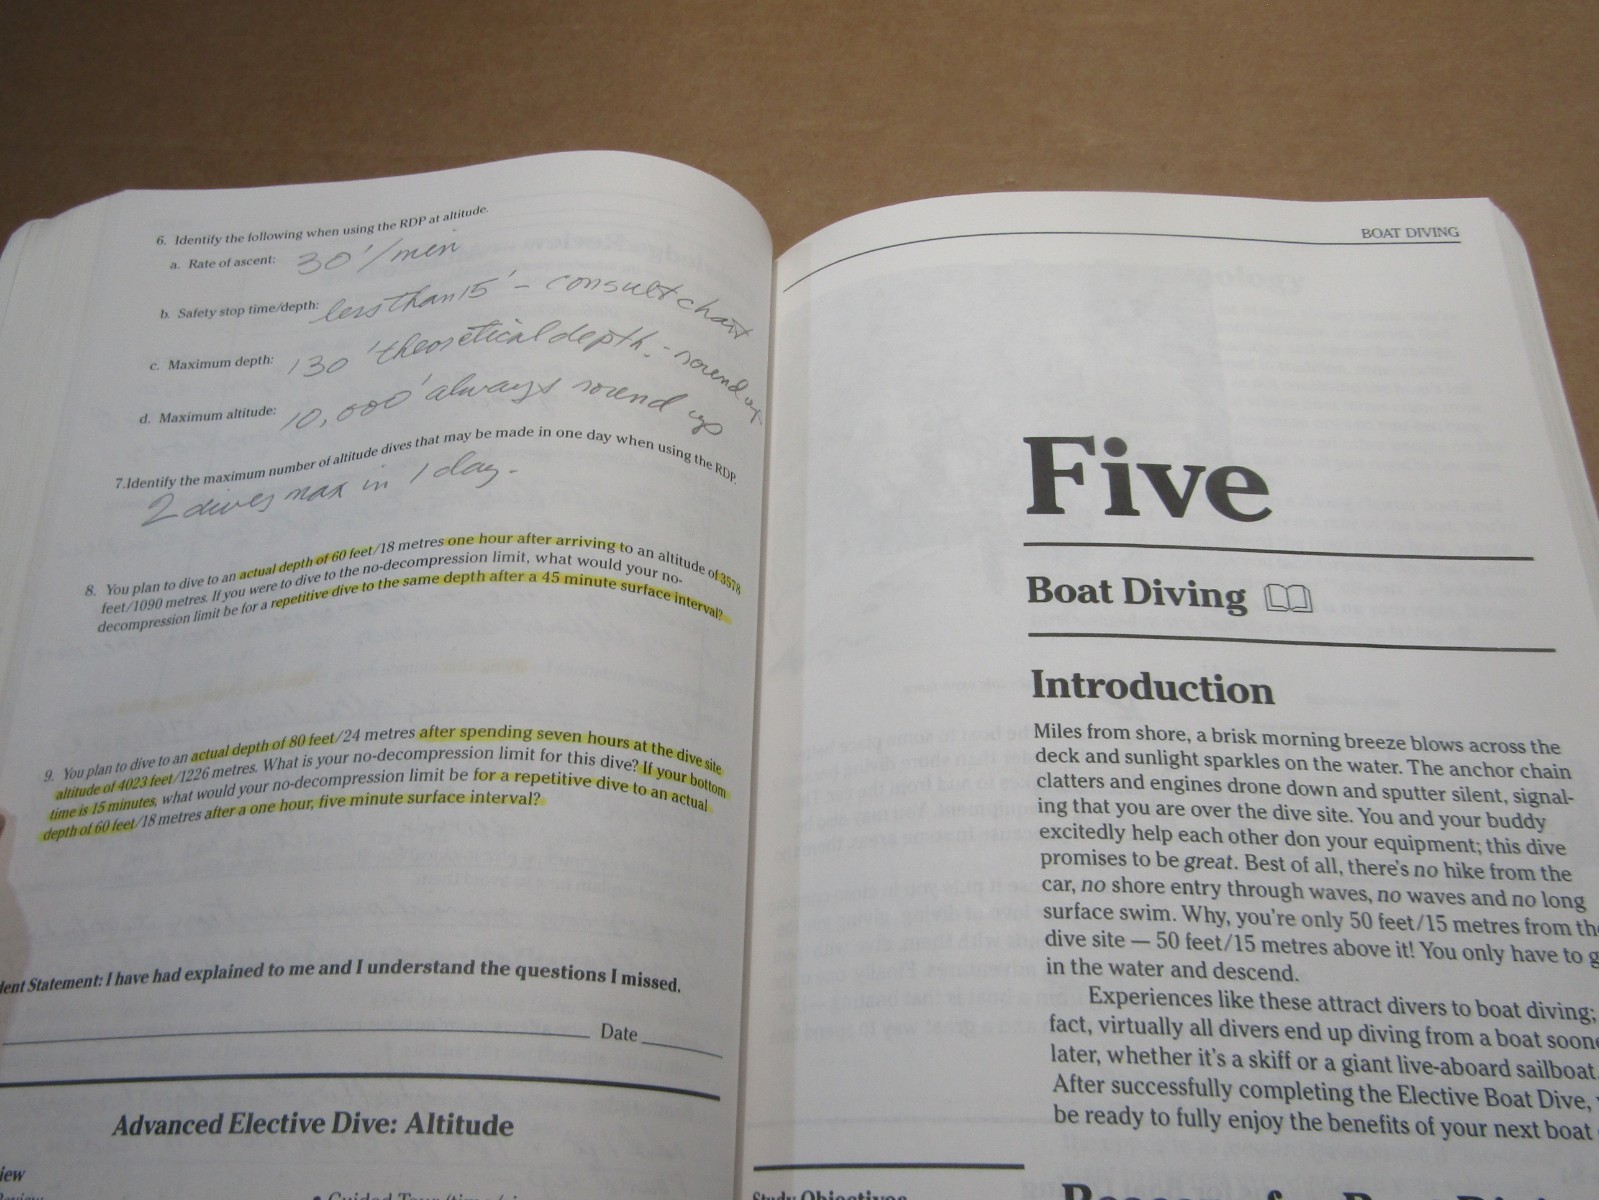 6. Identify the following when using the RDP at altitude.
a. Rate of ascent: 30'/min
b. Safety stop time/depth: less than 15' - consult chart
c. Maximum depth: 130' theoretical depth. - round up
d. Maximum altitude: 10,000' always round up
7.Identify the maximum number of altitude dives that may be made in one day when using the RDP.
2 dives max in 1 day.
8. You plan to dive to an actual depth of 60 feet/18 metres one hour after arriving to an altitude of 3578
feet/1090 metres. If you were to dive to the no-decompression limit, what would your no-
decompression limit be for a repetitive dive to the same depth after a 45 minute surface interval?
9. You plan to dive to an actual depth of 80 feet/24 metres after spending seven hours at the dive site
altitude of 4023 feet/1226 metres. What is your no-decompression limit for this dive? If your bottom
time is 15 minutes, what would your no-decompression limit be for a repetitive dive to an actual
depth of 60 feet/18 metres after a one hour, five minute surface interval?
Statement: I have had explained to me and I understand the questions I missed.
Date
Advanced Elective Dive: Altitude
BOAT DIVING
Five
Boat Diving
Introduction
Miles from shore, a brisk morning breeze blows across the
deck and sunlight sparkles on the water. The anchor chain
clatters and engines drone down and sputter silent, signal-
ing that you are over the dive site. You and your buddy
excitedly help each other don your equipment; this dive
promises to be great. Best of all, there's no hike from the
car, no shore entry through waves, no waves and no long
surface swim. Why, you're only 50 feet/15 metres from th
dive site — 50 feet/15 metres above it! You only have to g
in the water and descend.
Experiences like these attract divers to boat diving;
fact, virtually all divers end up diving from a boat soon
later, whether it's a skiff or a giant live-aboard sailboat.
After successfully completing the Elective Boat Dive,
be ready to fully enjoy the benefits of your next boat
Study Objectives